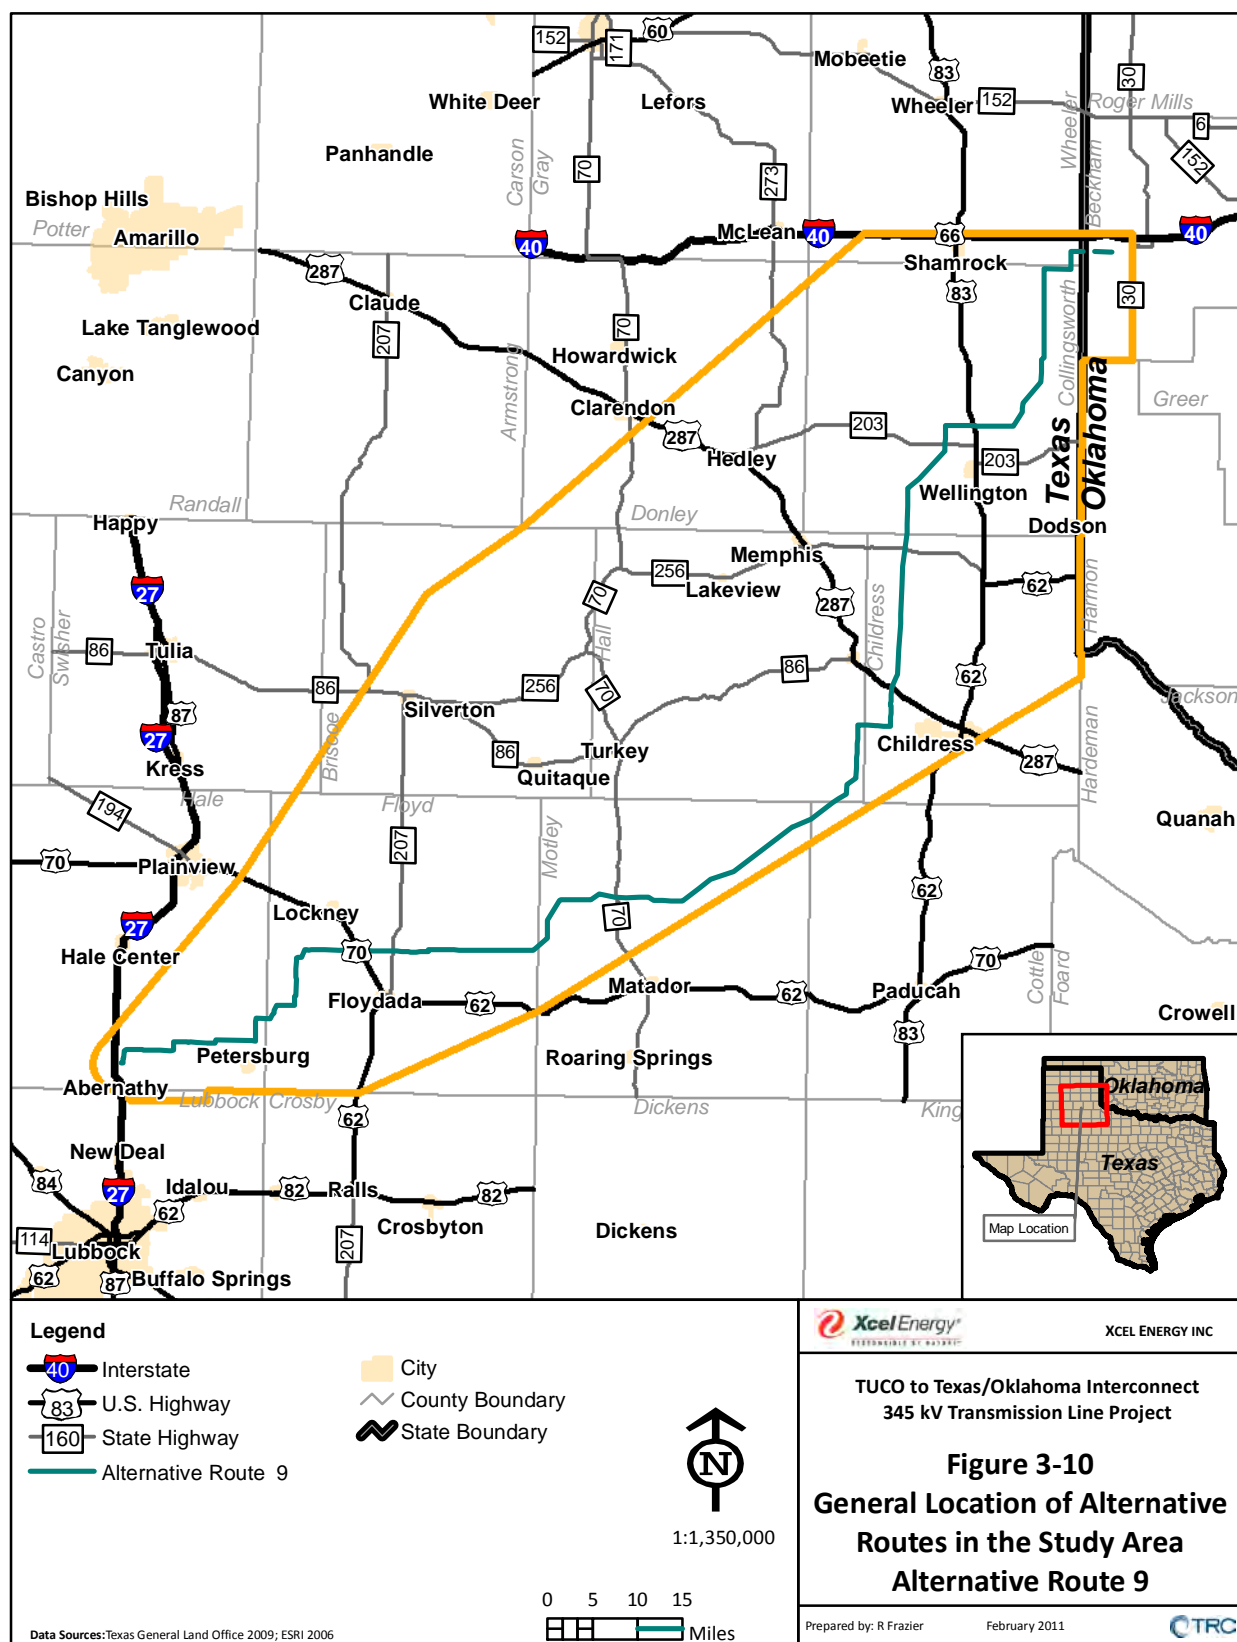 60
152
171
Mobeetie
83
30
White Deer
Lefors
Wheeler
152
Wheeler
Roger Mills
6
Panhandle
Carson
Gray
70
273
Beckham
152
Bishop Hills
Potter
Amarillo
McLean
40
40
66
40
287
Shamrock
Claude
83
30
Lake Tanglewood
207
70
Howardwick
Armstrong
Collingsworth
Canyon
Clarendon
Texas
Oklahoma
Greer
287
203
Hedley
203
Wellington
Randall
Happy
Donley
Dodson
Memphis
27
256
Lakeview
62
287
70
Harmon
Castro
Swisher
86
Tulia
Hall
Childress
86
62
86
256
70
Silverton
Jackson
87
27
Briscoe
86
Turkey
Quitaque
Childress
287
Hardeman
Kress
Hale
194
Floyd
Motley
Quanah
207
70
Plainview
62
Lockney
70
27
70
Hale Center
70
Floydada
62
Matador
62
Paducah
Cottle
Foard
Crowell
83
Petersburg
Roaring Springs
Abernathy
Lubbock
Crosby
62
Dickens
King
New Deal
84
27
62
Idalou
82
Ralls
82
Crosbyton
Dickens
114
Lubbock
207
62
87
Buffalo Springs
Oklahoma
Texas
Map Location
Legend
40 Interstate
83 U.S. Highway
160 State Highway
Alternative Route 9
City
County Boundary
State Boundary
N
1:1,350,000
0 5 10 15
Miles
Data Sources:Texas General Land Office 2009; ESRI 2006
Xcel Energy®
RESPONSIBLE BY NATURE™
XCEL ENERGY INC
TUCO to Texas/Oklahoma Interconnect
345 kV Transmission Line Project
Figure 3-10
General Location of Alternative
Routes in the Study Area
Alternative Route 9
Prepared by: R Frazier
February 2011
TRC